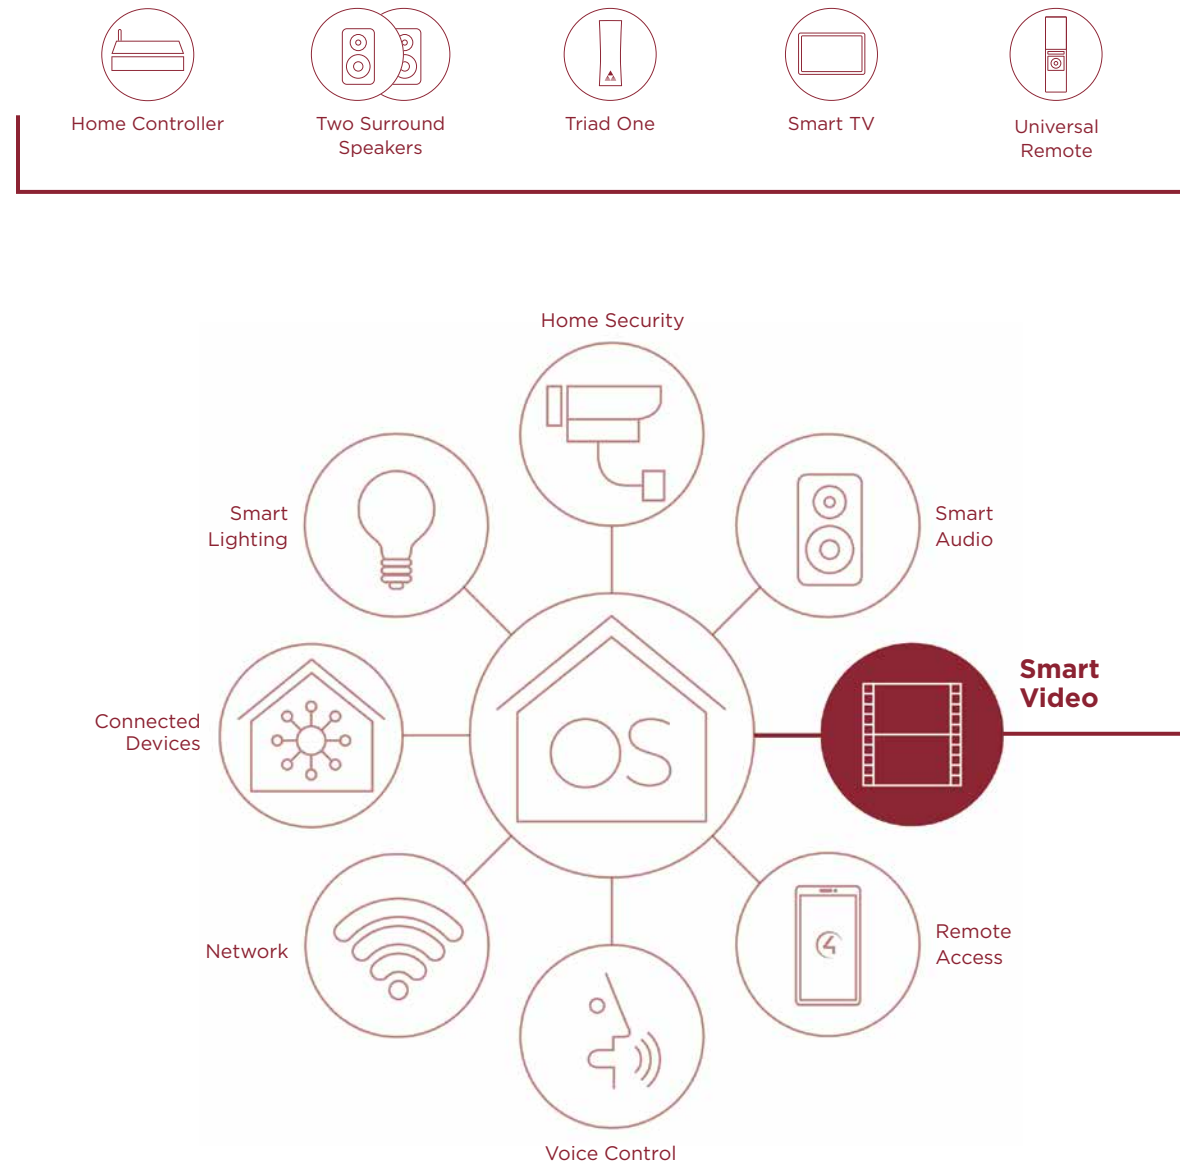 Home Controller
Two Surround
Speakers
Triad One
Smart TV
Universal
Remote
Home Security
Smart
Lighting
Smart
Audio
Smart
Video
Connected
Devices
OS
Network
Remote
Access
4
Voice Control